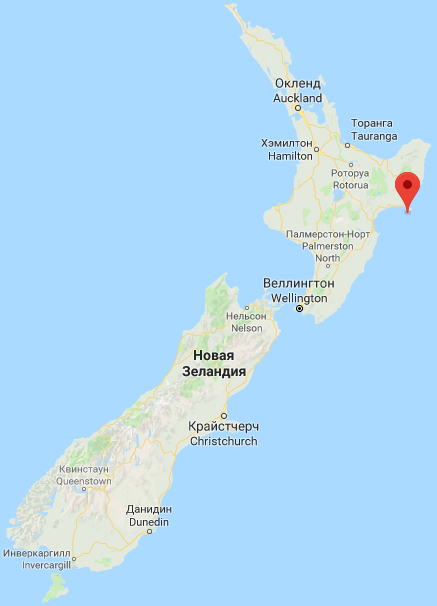 Окленд
Auckland
Торанга
Tauranga
Хэмилтон
Hamilton
Роторуа
Rotorua
Палмерстон-Норт
Palmerston
North
Веллингтон
Wellington
Нельсон
Nelson
Новая
Зеландия
Крайстчерч
Christchurch
Квинстаун
Queenstown
Данидин
Dunedin
Инверкаргилл
Invercargill